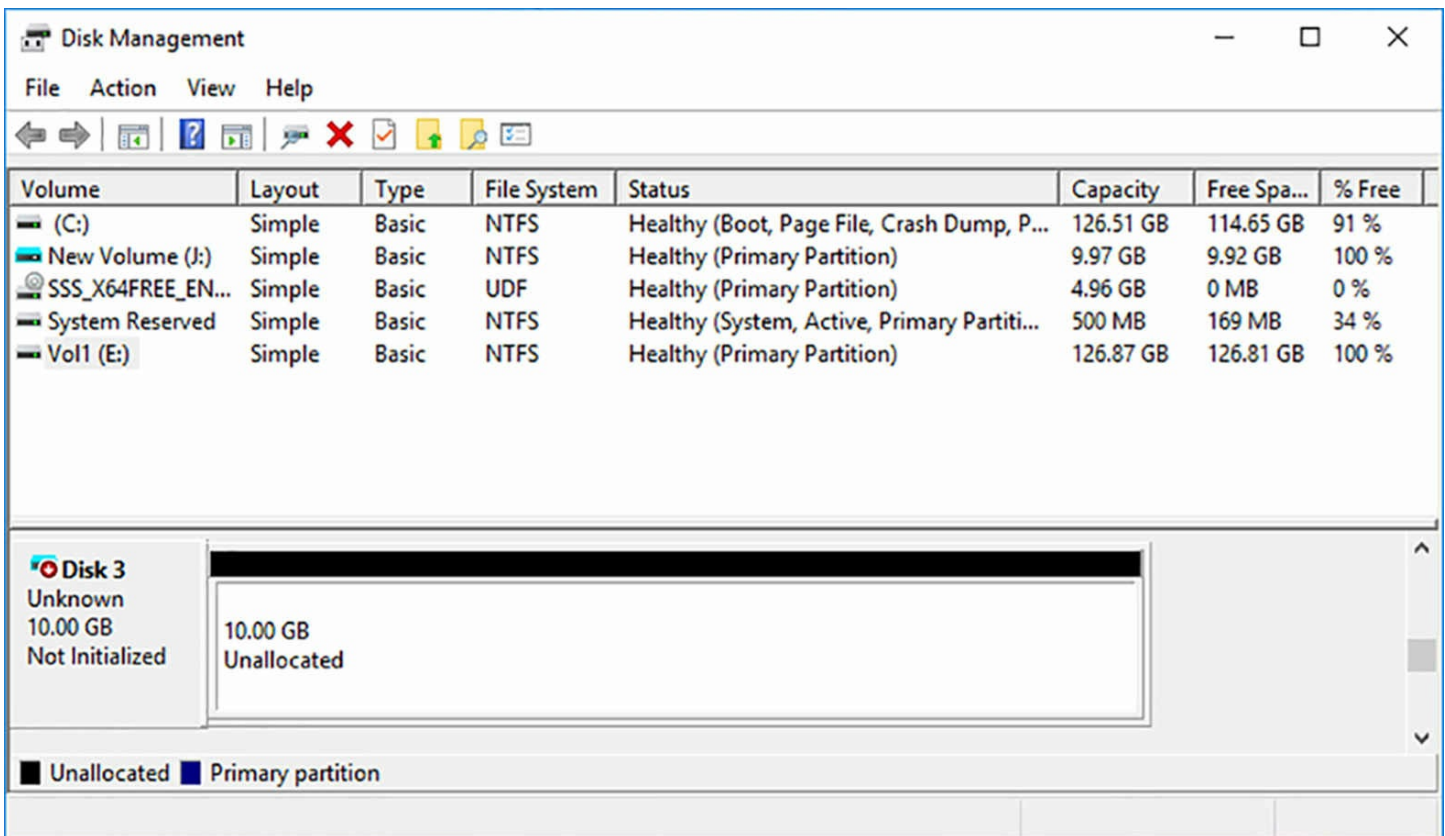 Disk Management
File Action View Help
Volume Layout Type File System Status Capacity Free Spa... % Free
(C:) Simple Basic NTFS Healthy (Boot, Page File, Crash Dump, P... 126.51 GB 114.65 GB 91 %
New Volume (J:) Simple Basic NTFS Healthy (Primary Partition) 9.97 GB 9.92 GB 100 %
SSS_X64FREE_EN... Simple Basic UDF Healthy (Primary Partition) 4.96 GB 0 MB 0 %
System Reserved Simple Basic NTFS Healthy (System, Active, Primary Partiti... 500 MB 169 MB 34 %
Vol1 (E:) Simple Basic NTFS Healthy (Primary Partition) 126.87 GB 126.81 GB 100 %
Disk 3
Unknown
10.00 GB
Not Initialized
10.00 GB
Unallocated
Unallocated Primary partition